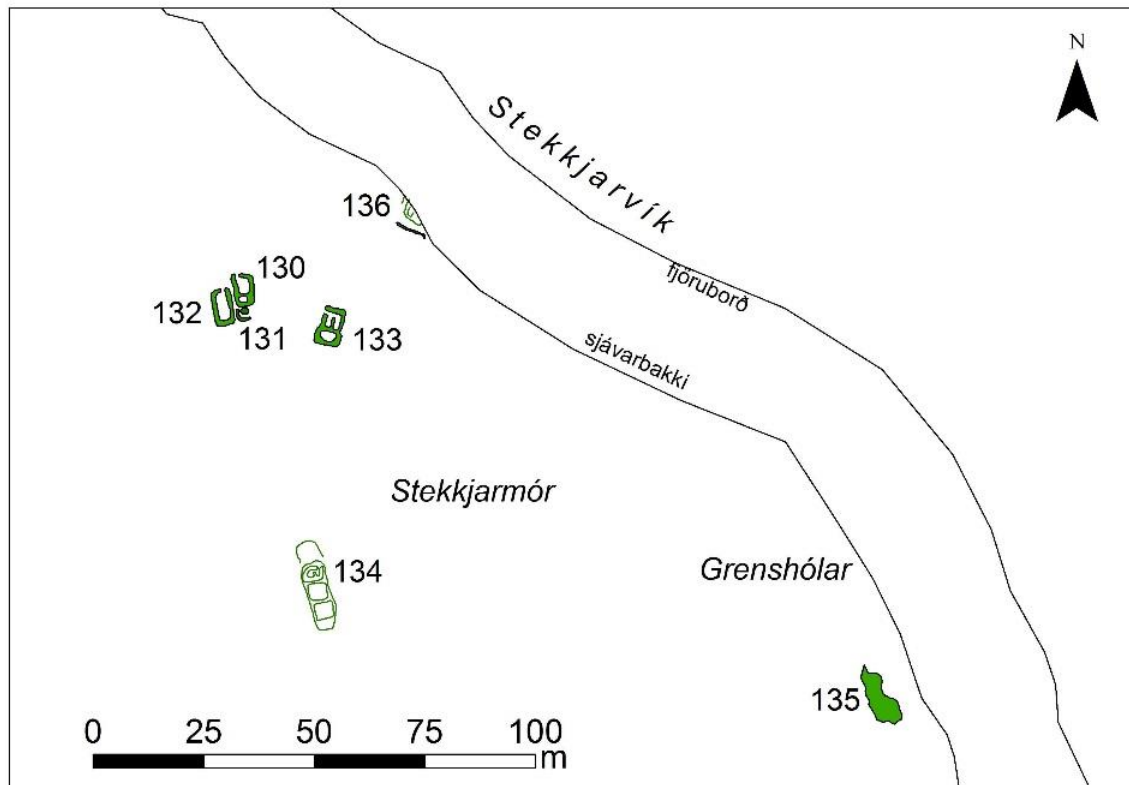 N
Stekkjarvík
136
fjöruborð
130
132
131
133
sjávarbakki
Stekkjarmór
134
Grenshólar
135
0 25 50 75 100
m